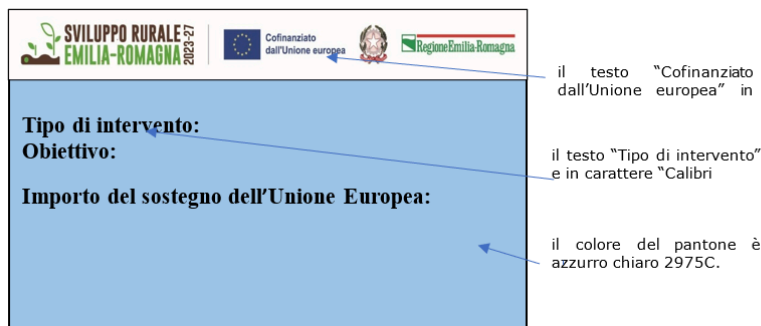 SVILUPPO RURALE
EMILIA-ROMAGNA
2023-27
Cofinanziato
dall'Unione europea
RegioneEmilia-Romagna
il testo “Cofinanziato
dall’Unione europea” in
Tipo di intervento:
Obiettivo:
il testo “Tipo di intervento”
e in carattere “Calibri
Importo del sostegno dell’Unione Europea:
il colore del pantone è
azzurro chiaro 2975C.